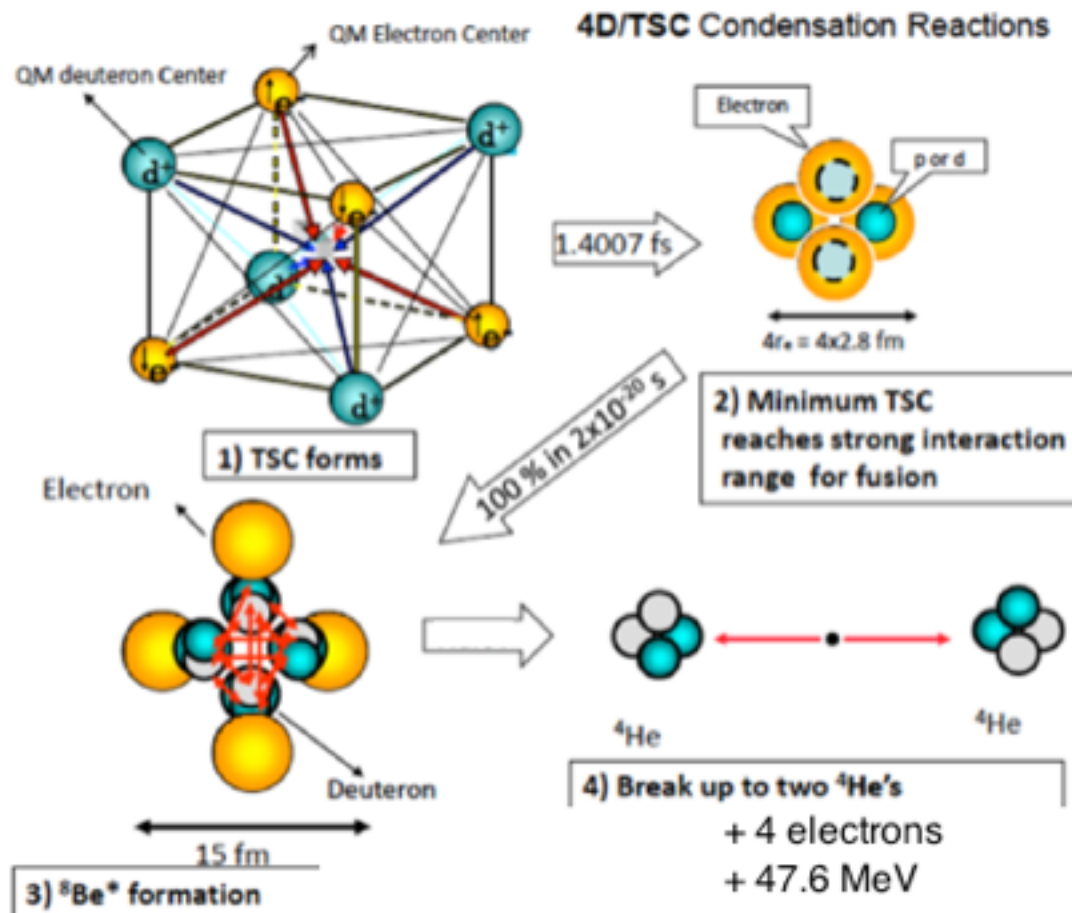 4D/TSC Condensation Reactions
QM Electron Center
QM deuteron Center
e-
d⁺
d⁺
e-
d
e-
e-
d⁺
1) TSC forms
1.4007 fs
Electron
p or d
4rₑ = 4x2.8 fm
2) Minimum TSC
reaches strong interaction
range for fusion
100 % in 2x10⁻²⁰ s
Electron
Deuteron
15 fm
3) ⁸Be* formation
⁴He
⁴He
4) Break up to two ⁴He's
+ 4 electrons
+ 47.6 MeV